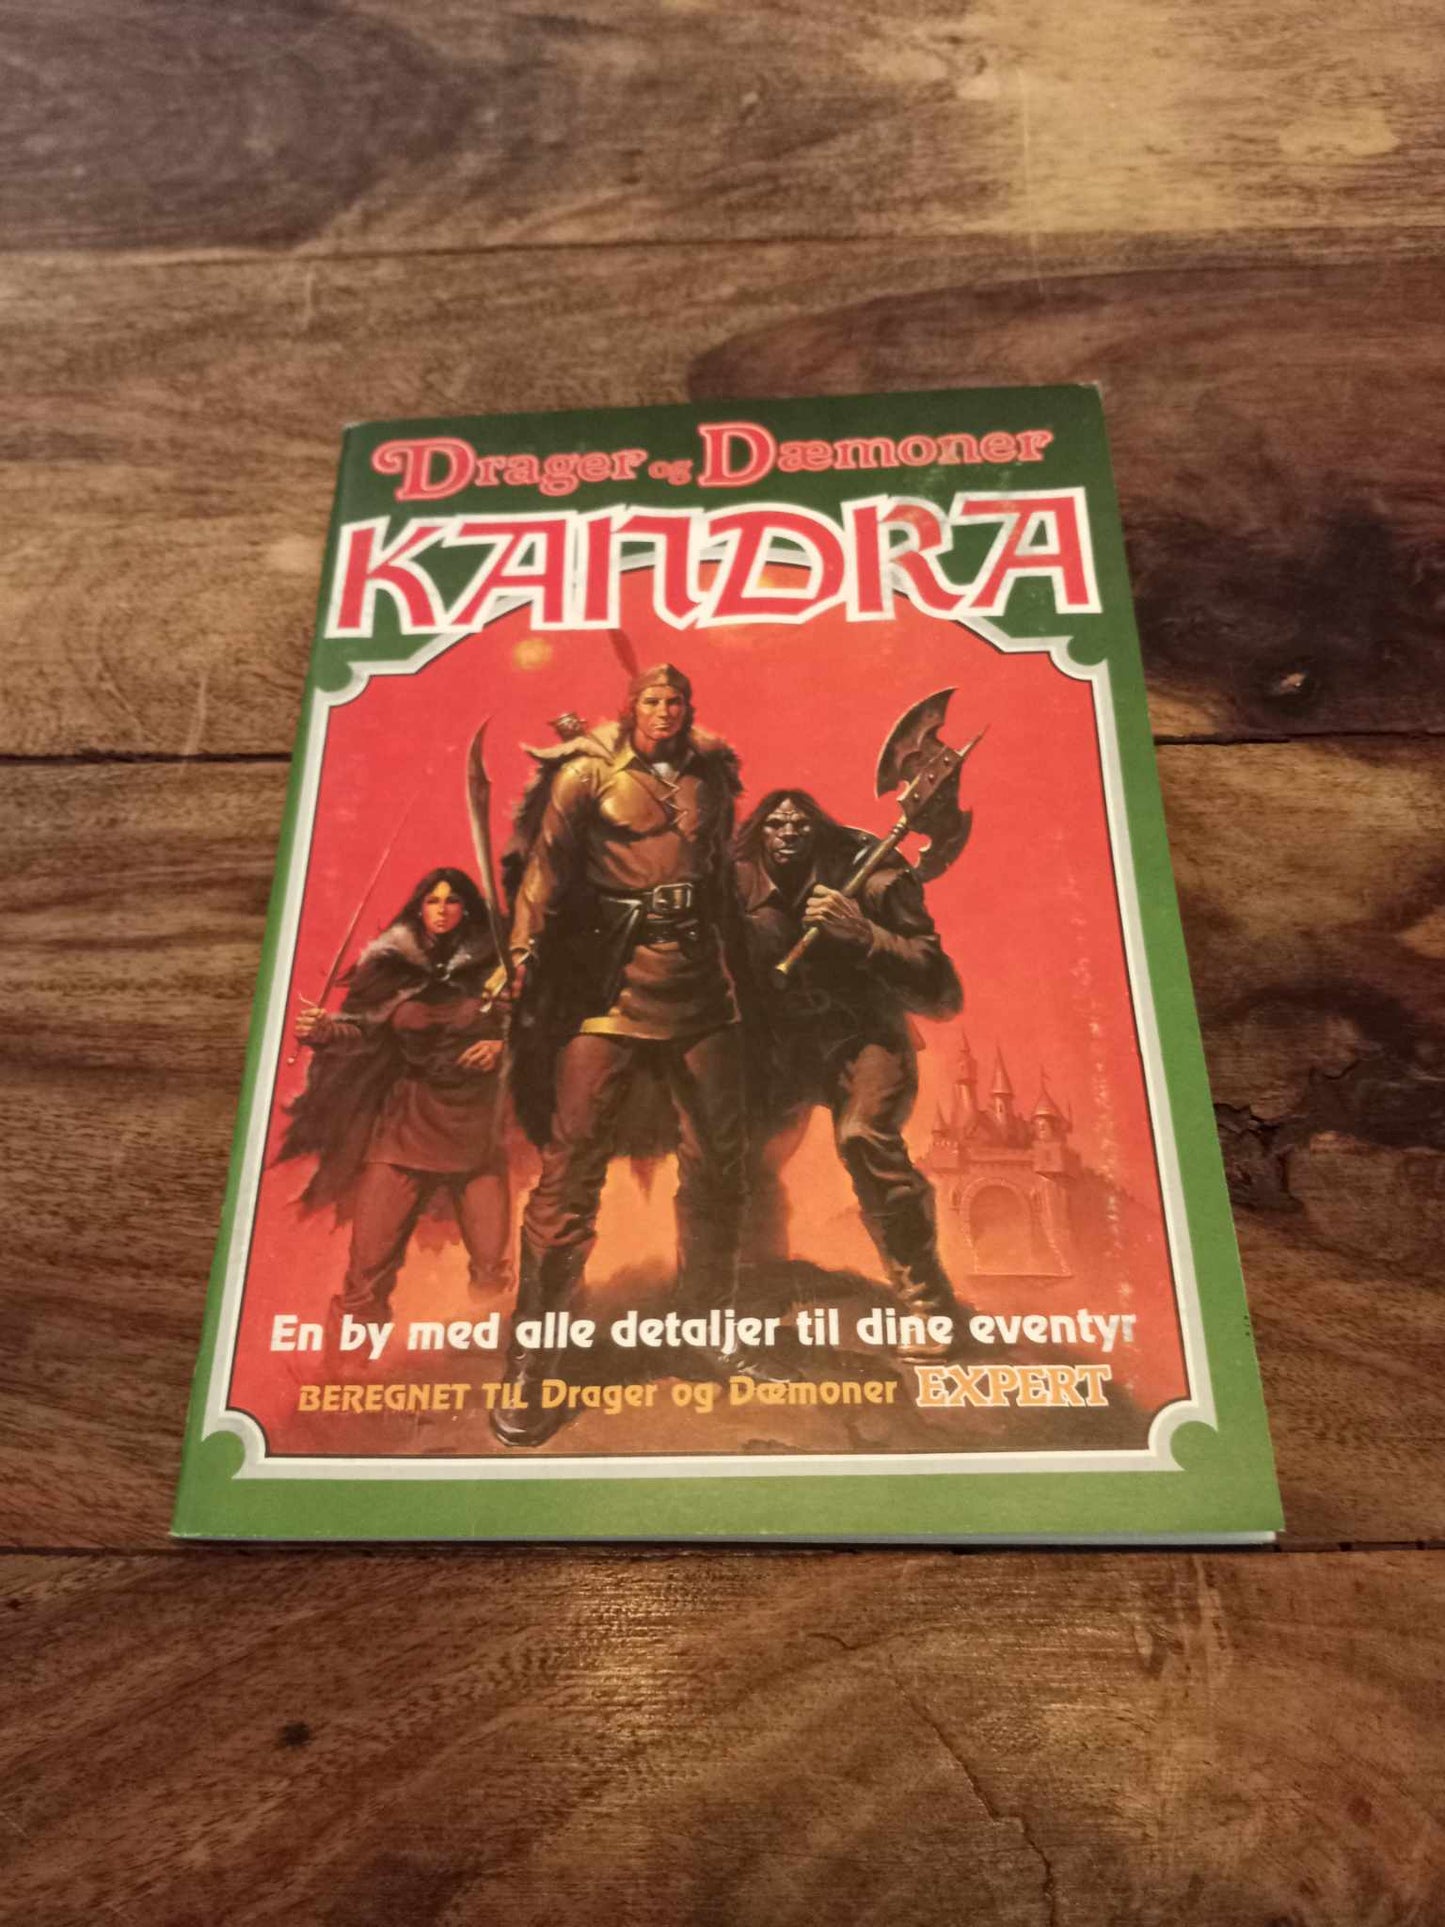 Drager og Dæmoner
KANDRA
En by med alle detaljer til dine eventyr
BEREGNET TIL Drager og Dæmoner EXPERT